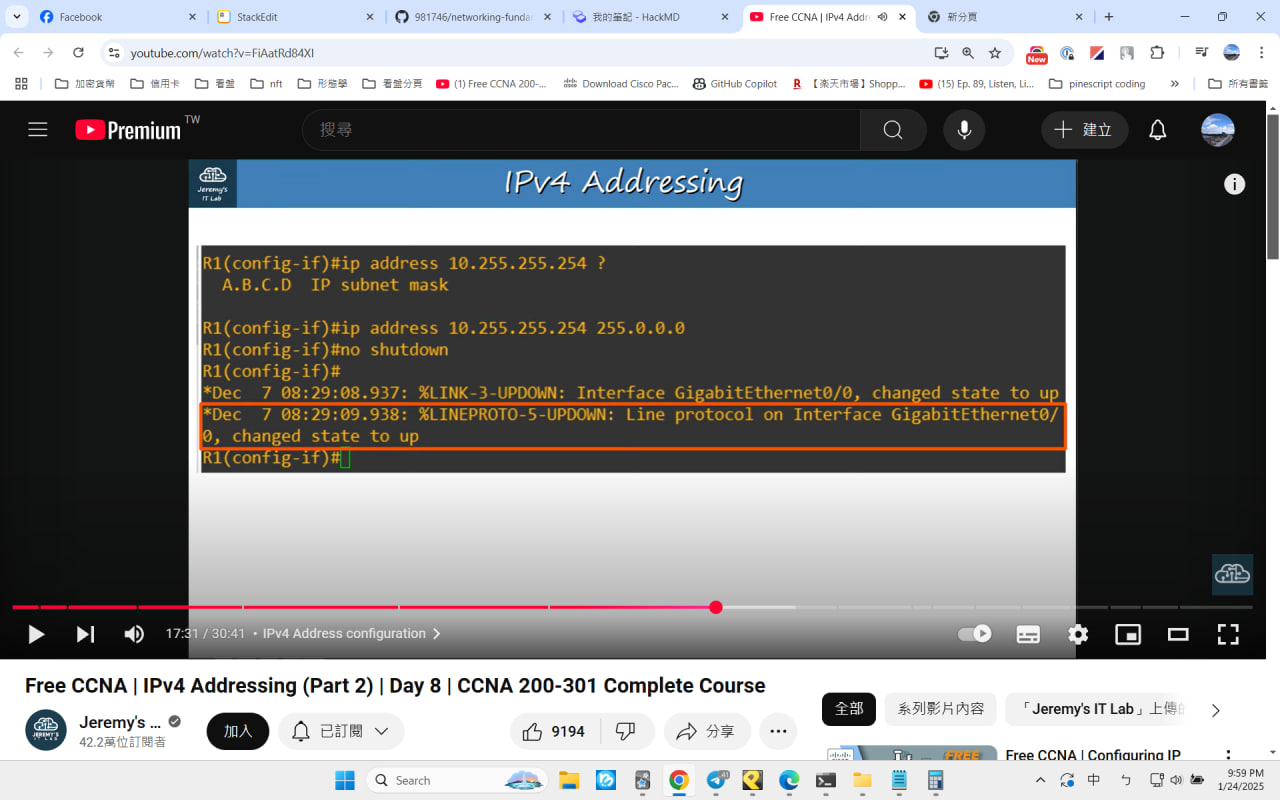 Facebook
StackEdit
981746/networking-fundar
我的筆記 - HackMD
Free CCNA | IPv4 Addre
新分頁
youtube.com/watch?v=FiAatRd84XI
New
加密貨幣
信用卡
看盤
nft
形態學
看盤分頁
(1) Free CCNA 200-...
Download Cisco Pac...
GitHub Copilot
【楽天市場】Shopp...
(15) Ep. 89, Listen, Li...
pinescript coding
所有書籤
Premium TW
搜尋
建立
Jeremy's
IT Lab
IPv4 Addressing
R1(config-if)#ip address 10.255.255.254 ?
A.B.C.D  IP subnet mask
R1(config-if)#ip address 10.255.255.254 255.0.0.0
R1(config-if)#no shutdown
R1(config-if)#
*Dec  7 08:29:08.937: %LINK-3-UPDOWN: Interface GigabitEthernet0/0, changed state to up
*Dec  7 08:29:09.938: %LINEPROTO-5-UPDOWN: Line protocol on Interface GigabitEthernet0/
0, changed state to up
R1(config-if)#
17:31 / 30:41 • IPv4 Address configuration
Free CCNA | IPv4 Addressing (Part 2) | Day 8 | CCNA 200-301 Complete Course
Jeremy's ...
42.2萬位訂閱者
加入
已訂閱
9194
分享
全部
系列影片內容
「Jeremy's IT Lab」上傳的
FREE
Free CCNA | Configuring IP
Search
41
中
ㄅ
9:59 PM
1/24/2025